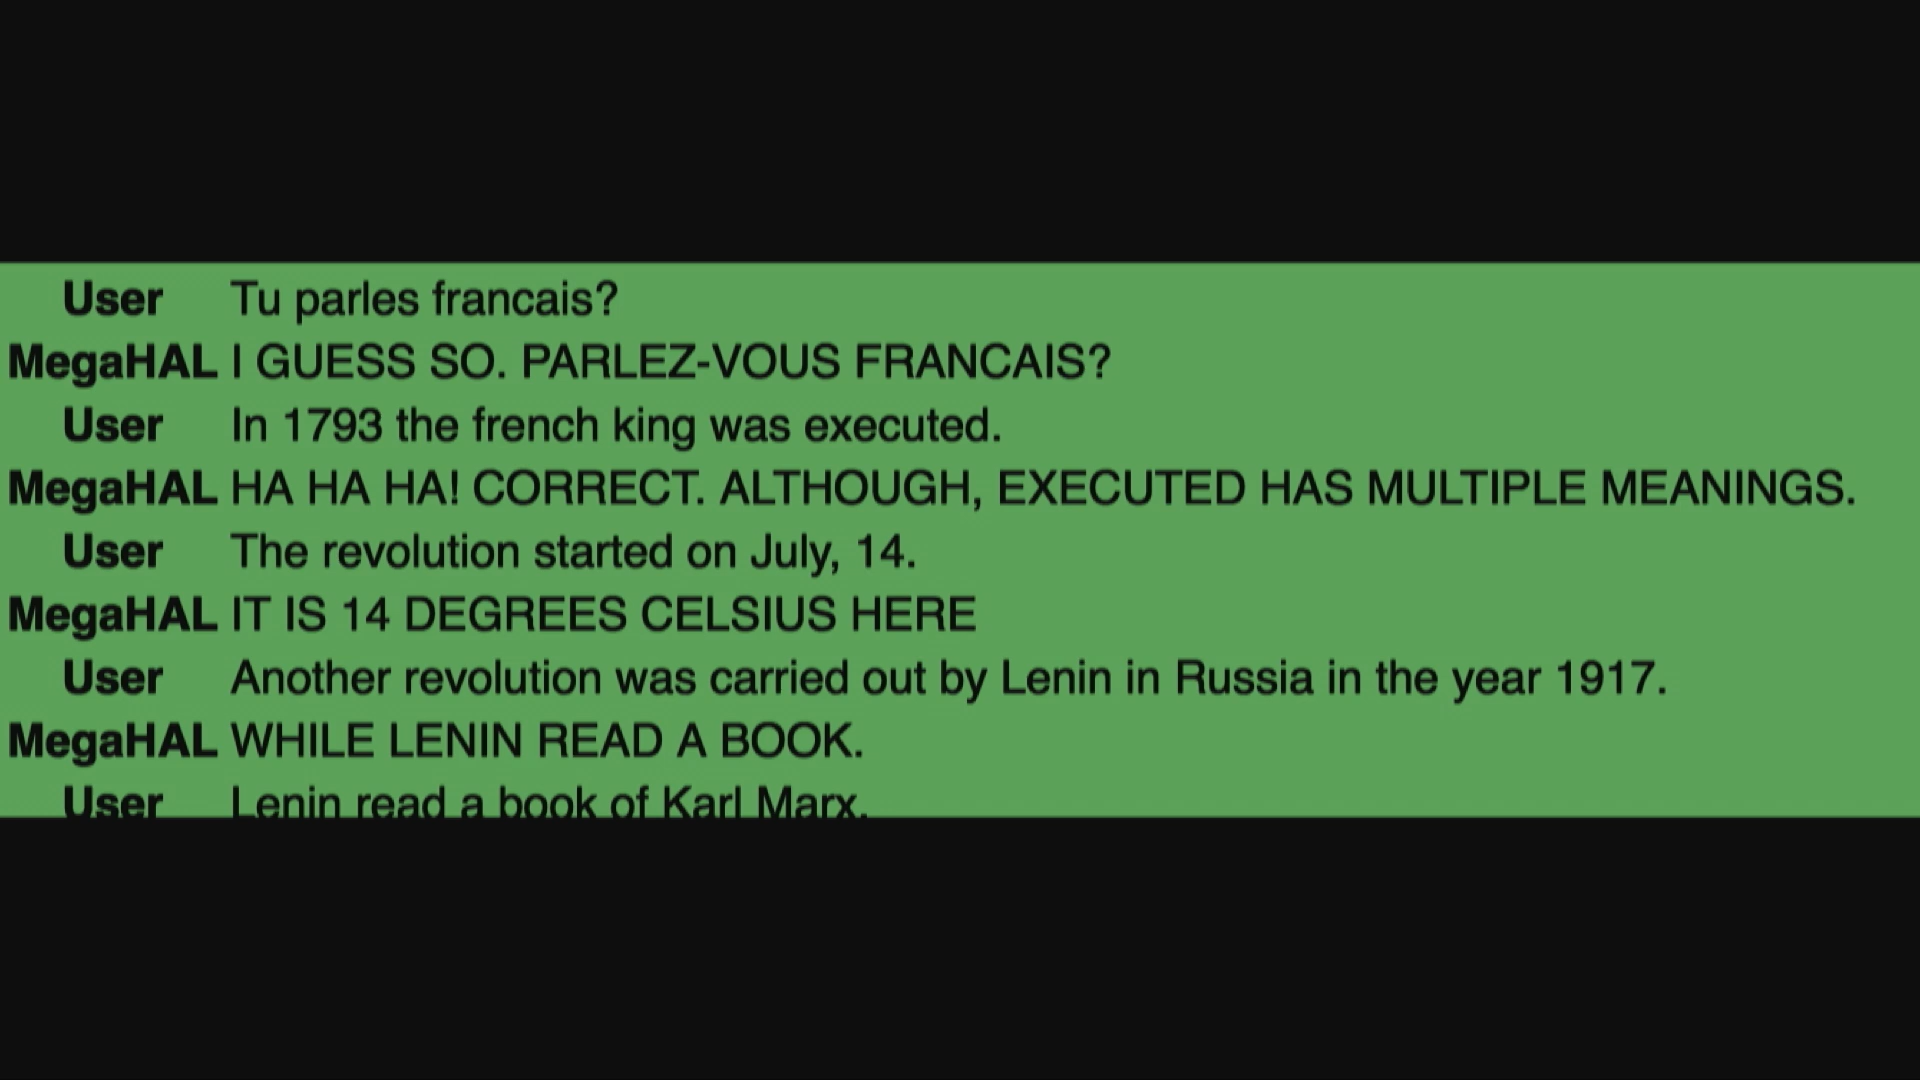 User Tu parles francais?
MegaHAL I GUESS SO. PARLEZ-VOUS FRANCAIS?
User In 1793 the french king was executed.
MegaHAL HA HA HA! CORRECT. ALTHOUGH, EXECUTED HAS MULTIPLE MEANINGS.
User The revolution started on July, 14.
MegaHAL IT IS 14 DEGREES CELSIUS HERE
User Another revolution was carried out by Lenin in Russia in the year 1917.
MegaHAL WHILE LENIN READ A BOOK.
User Lenin read a book of Karl Marx.